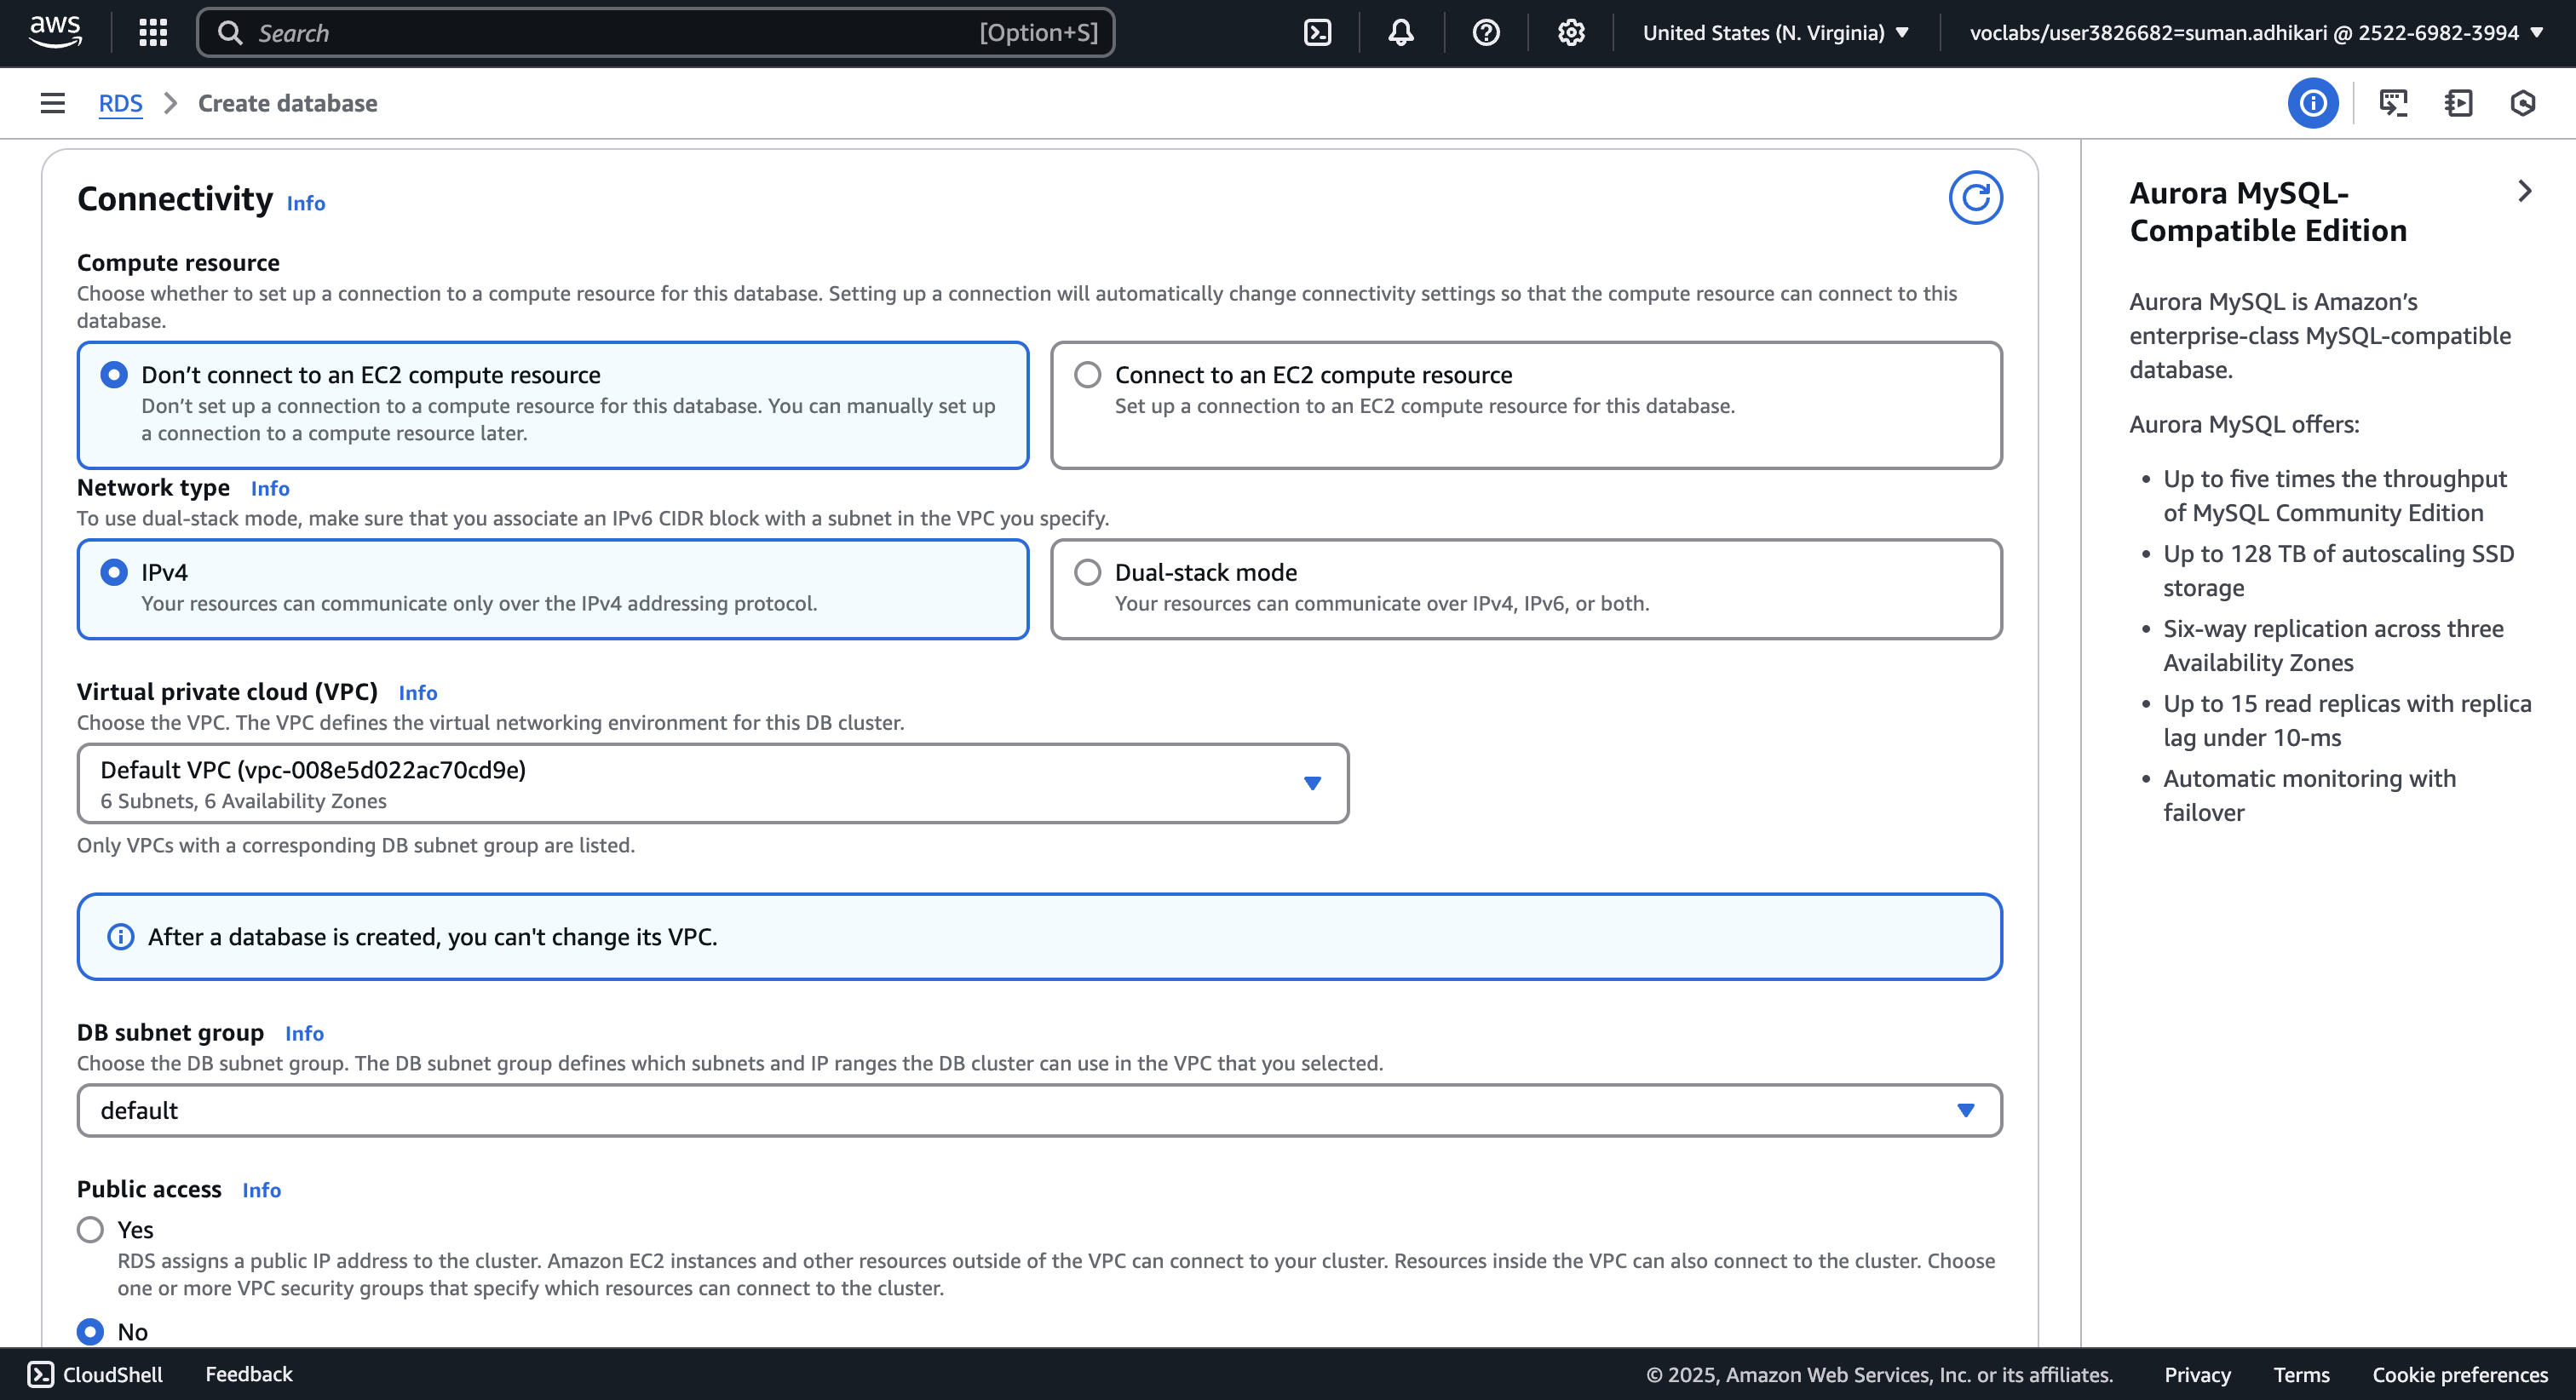 aws
Search
[Option+S]
United States (N. Virginia)
voclabs/user3826682=suman.adhikari @ 2522-6982-3994
RDS
Create database
Connectivity Info
Compute resource
Choose whether to set up a connection to a compute resource for this database. Setting up a connection will automatically change connectivity settings so that the compute resource can connect to this
database.
Don’t connect to an EC2 compute resource
Don’t set up a connection to a compute resource for this database. You can manually set up
a connection to a compute resource later.
Connect to an EC2 compute resource
Set up a connection to an EC2 compute resource for this database.
Network type Info
To use dual-stack mode, make sure that you associate an IPv6 CIDR block with a subnet in the VPC you specify.
IPv4
Your resources can communicate only over the IPv4 addressing protocol.
Dual-stack mode
Your resources can communicate over IPv4, IPv6, or both.
Virtual private cloud (VPC) Info
Choose the VPC. The VPC defines the virtual networking environment for this DB cluster.
Default VPC (vpc-008e5d022ac70cd9e)
6 Subnets, 6 Availability Zones
Only VPCs with a corresponding DB subnet group are listed.
After a database is created, you can't change its VPC.
DB subnet group Info
Choose the DB subnet group. The DB subnet group defines which subnets and IP ranges the DB cluster can use in the VPC that you selected.
default
Public access Info
Yes
RDS assigns a public IP address to the cluster. Amazon EC2 instances and other resources outside of the VPC can connect to your cluster. Resources inside the VPC can also connect to the cluster. Choose
one or more VPC security groups that specify which resources can connect to the cluster.
No
Aurora MySQL-
Compatible Edition
Aurora MySQL is Amazon’s
enterprise-class MySQL-compatible
database.
Aurora MySQL offers:
• Up to five times the throughput
of MySQL Community Edition
• Up to 128 TB of autoscaling SSD
storage
• Six-way replication across three
Availability Zones
• Up to 15 read replicas with replica
lag under 10-ms
• Automatic monitoring with
failover
CloudShell
Feedback
© 2025, Amazon Web Services, Inc. or its affiliates.
Privacy
Terms
Cookie preferences